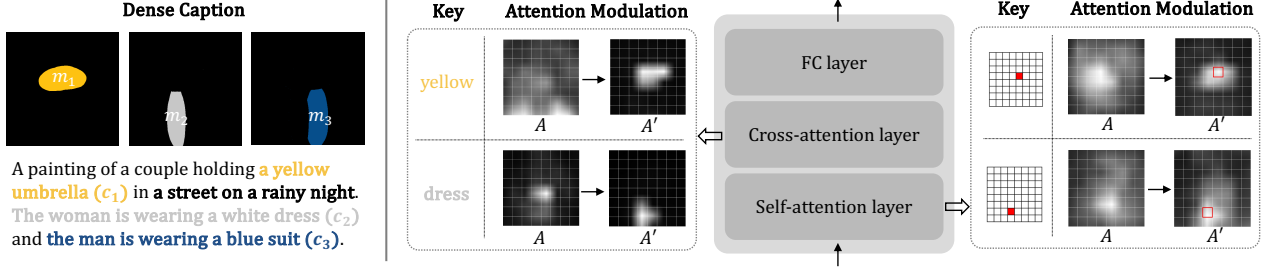 Dense Caption
m₁
m₂
m₃
A painting of a couple holding a yellow
umbrella (c₁) in a street on a rainy night.
The woman is wearing a white dress (c₂)
and the man is wearing a blue suit (c₃).
Key
Attention Modulation
yellow
A
A′
dress
A
A′
FC layer
Cross-attention layer
Self-attention layer
Key
Attention Modulation
A
A′
A
A′